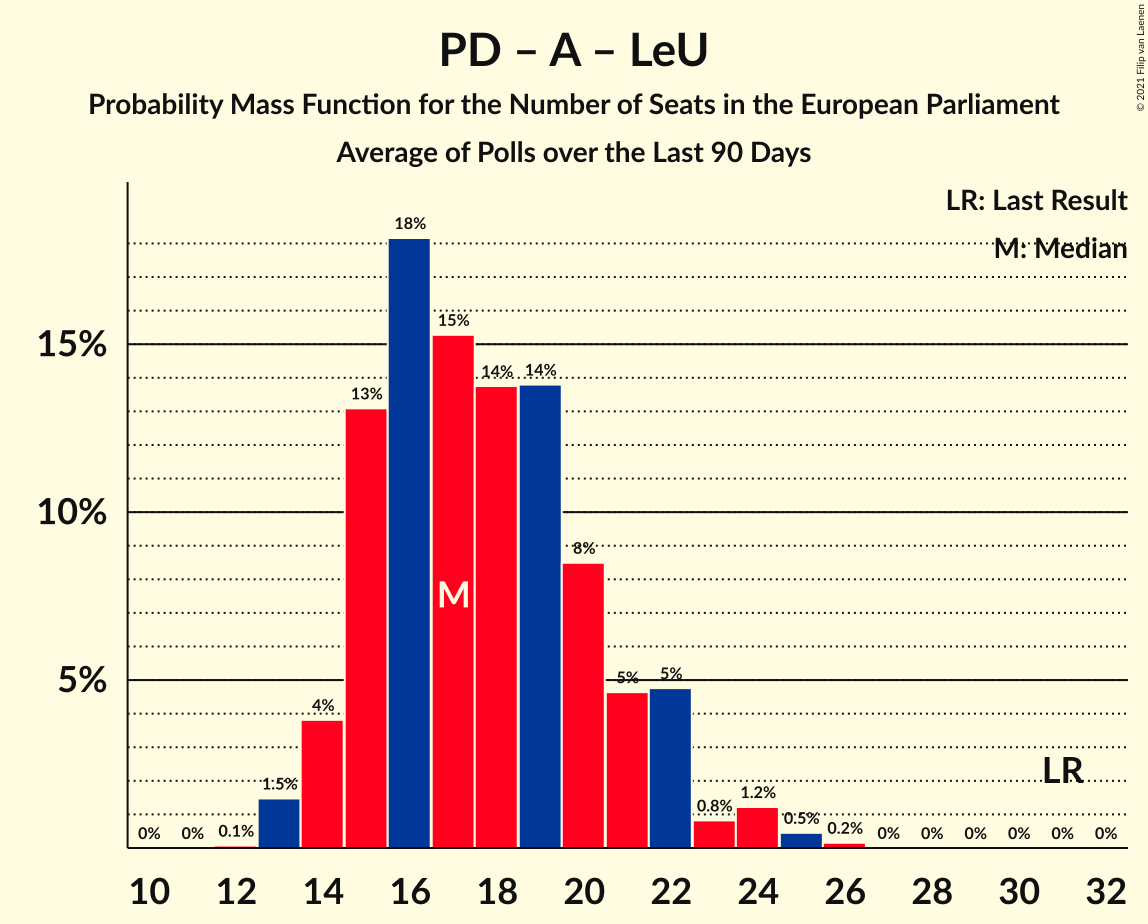 PD – A – LeU
Probability Mass Function for the Number of Seats in the European Parliament
Average of Polls over the Last 90 Days
© 2021 Filip van Laenen
LR: Last Result
M: Median
15%
10%
5%
0% 0% 0.1% 1.5% 4% 13% 18% 15% 14% 14% 8% 5% 5% 0.8% 1.2% 0.5% 0.2% 0% 0% 0% 0% 0% 0%
M
LR
10 12 14 16 18 20 22 24 26 28 30 32